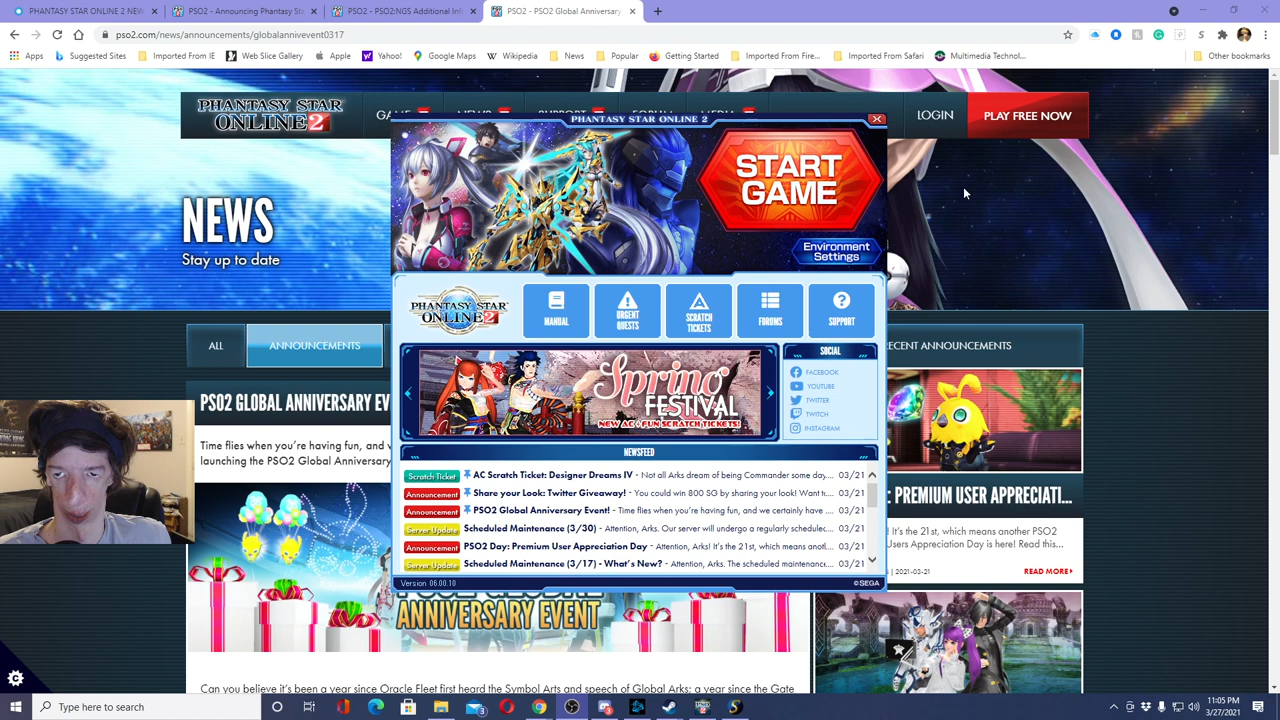 PHANTASY STAR ONLINE 2 NEW
PSO2 - Announcing Phantasy St
PSO2 - PSO2:NGS Editorial Inf
PSO2 - PSO2 Global Anniversary
pso2.com/news/announcements/globalannivevent0317
Apps
Suggested Sites
Imported From IE
Web Slice Gallery
Apple
Yahoo!
Google Maps
Wikipedia
News
Popular
Getting Started
Imported From Fire...
Imported From Safari
Multimedia Technol...
Other bookmarks
PHANTASY STAR
ONLINE 2
LOGIN
PLAY FREE NOW
PHANTASY STAR ONLINE 2
START
GAME
Environment
Settings
NEWS
Stay up to date
PHANTASY STAR
ONLINE 2
MANUAL
URGENT
QUESTS
SCRATCH
TICKETS
FORUMS
SUPPORT
ALL
ANNOUNCEMENTS
ECENT ANNOUNCEMENTS
Spring
FESTIVAL
NEW AC + FUN SCRATCH TICKETS!
SOCIAL
FACEBOOK
YOUTUBE
TWITTER
TWITCH
INSTAGRAM
NEWSFEED
Scratch Ticket AC Scratch Ticket: Designer Dreams IV - Not all Arks dream of being Commander some day,... 03/21
Announcement Share your Look: Twitter Giveaway! - You could win 800 SG by sharing your look! Want t... 03/21
Announcement PSO2 Global Anniversary Event! - Time flies when you're having fun, and we certainly have .... 03/21
Server Update Scheduled Maintenance (3/30) - Attention, Arks. Our server will undergo a regularly schedulec... 03/21
Announcement PSO2 Day: Premium User Appreciation Day - Attention, Arks! It's the 21st, which means anotl... 03/21
Server Update Scheduled Maintenance (3/17) - What's New? - Attention, Arks. The scheduled maintenance... 03/21
Version 06.00.10
©SEGA
PSO2 GLOBAL ANNIVERSARY EV
Time flies when you're having fun, and w
launching the PSO2 Global Anniversary
PSO2 GLOBAL
ANNIVERSARY EVENT
Can you believe it's been a year since Oracle Fleet first heard the Symbol Arts and speech of Global Arks; a year since the Gate
: PREMIUM USER APPRECIATI...
! It's the 21st, which means another PSO2
Users Appreciation Day is here! Read this...
| 2021-03-21
READ MORE
Type here to search
3
11:05 PM
3/27/2021